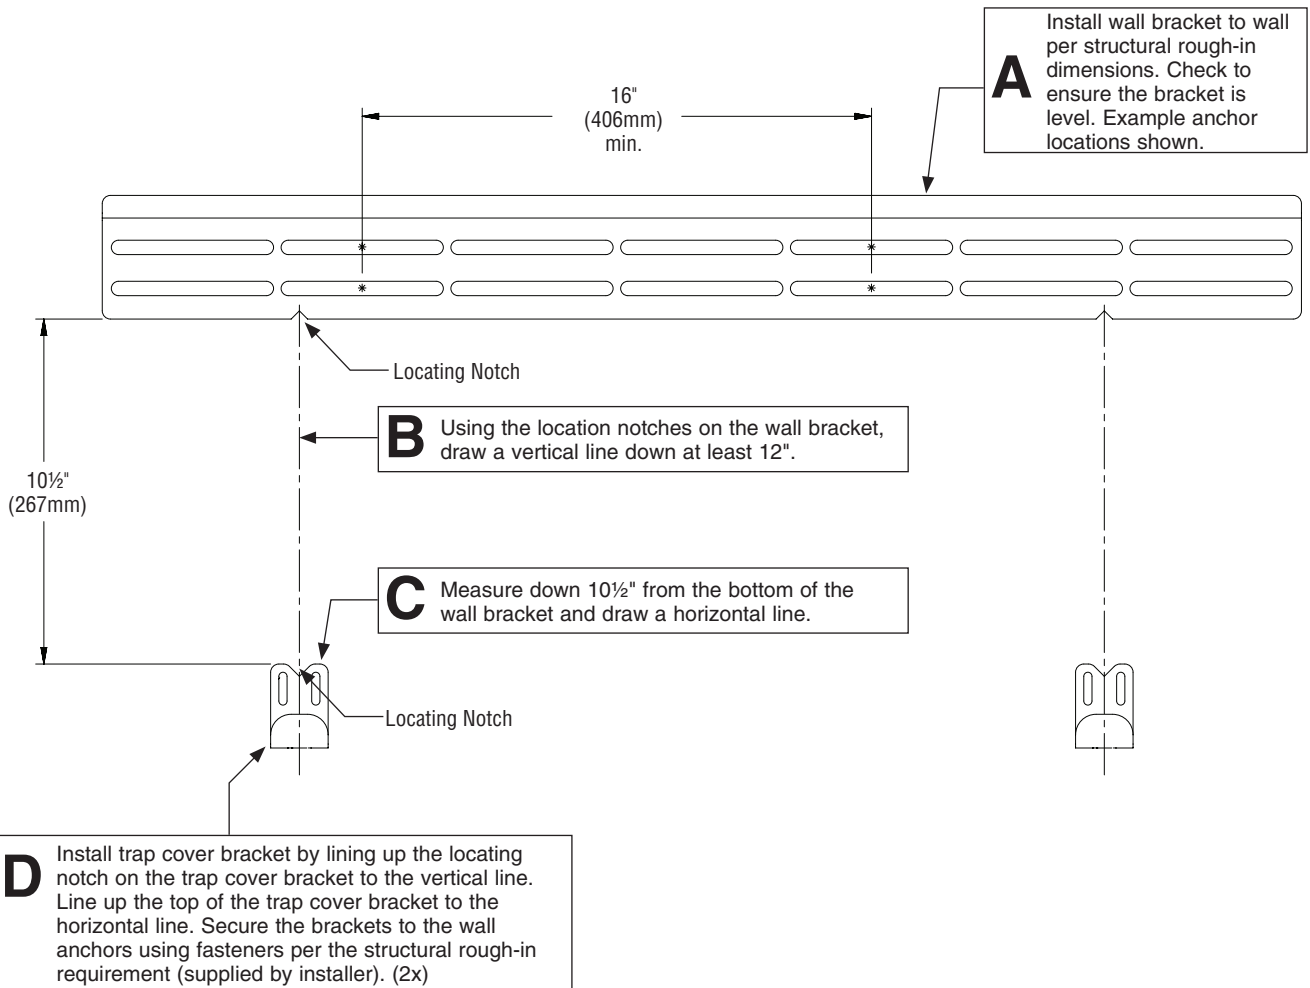 A
Install wall bracket to wall
per structural rough-in
dimensions. Check to
ensure the bracket is
level. Example anchor
locations shown.
16"
(406mm)
min.
Locating Notch
B
Using the location notches on the wall bracket,
draw a vertical line down at least 12".
10½"
(267mm)
C
Measure down 10½" from the bottom of the
wall bracket and draw a horizontal line.
Locating Notch
D
Install trap cover bracket by lining up the locating
notch on the trap cover bracket to the vertical line.
Line up the top of the trap cover bracket to the
horizontal line. Secure the brackets to the wall
anchors using fasteners per the structural rough-in
requirement (supplied by installer). (2x)